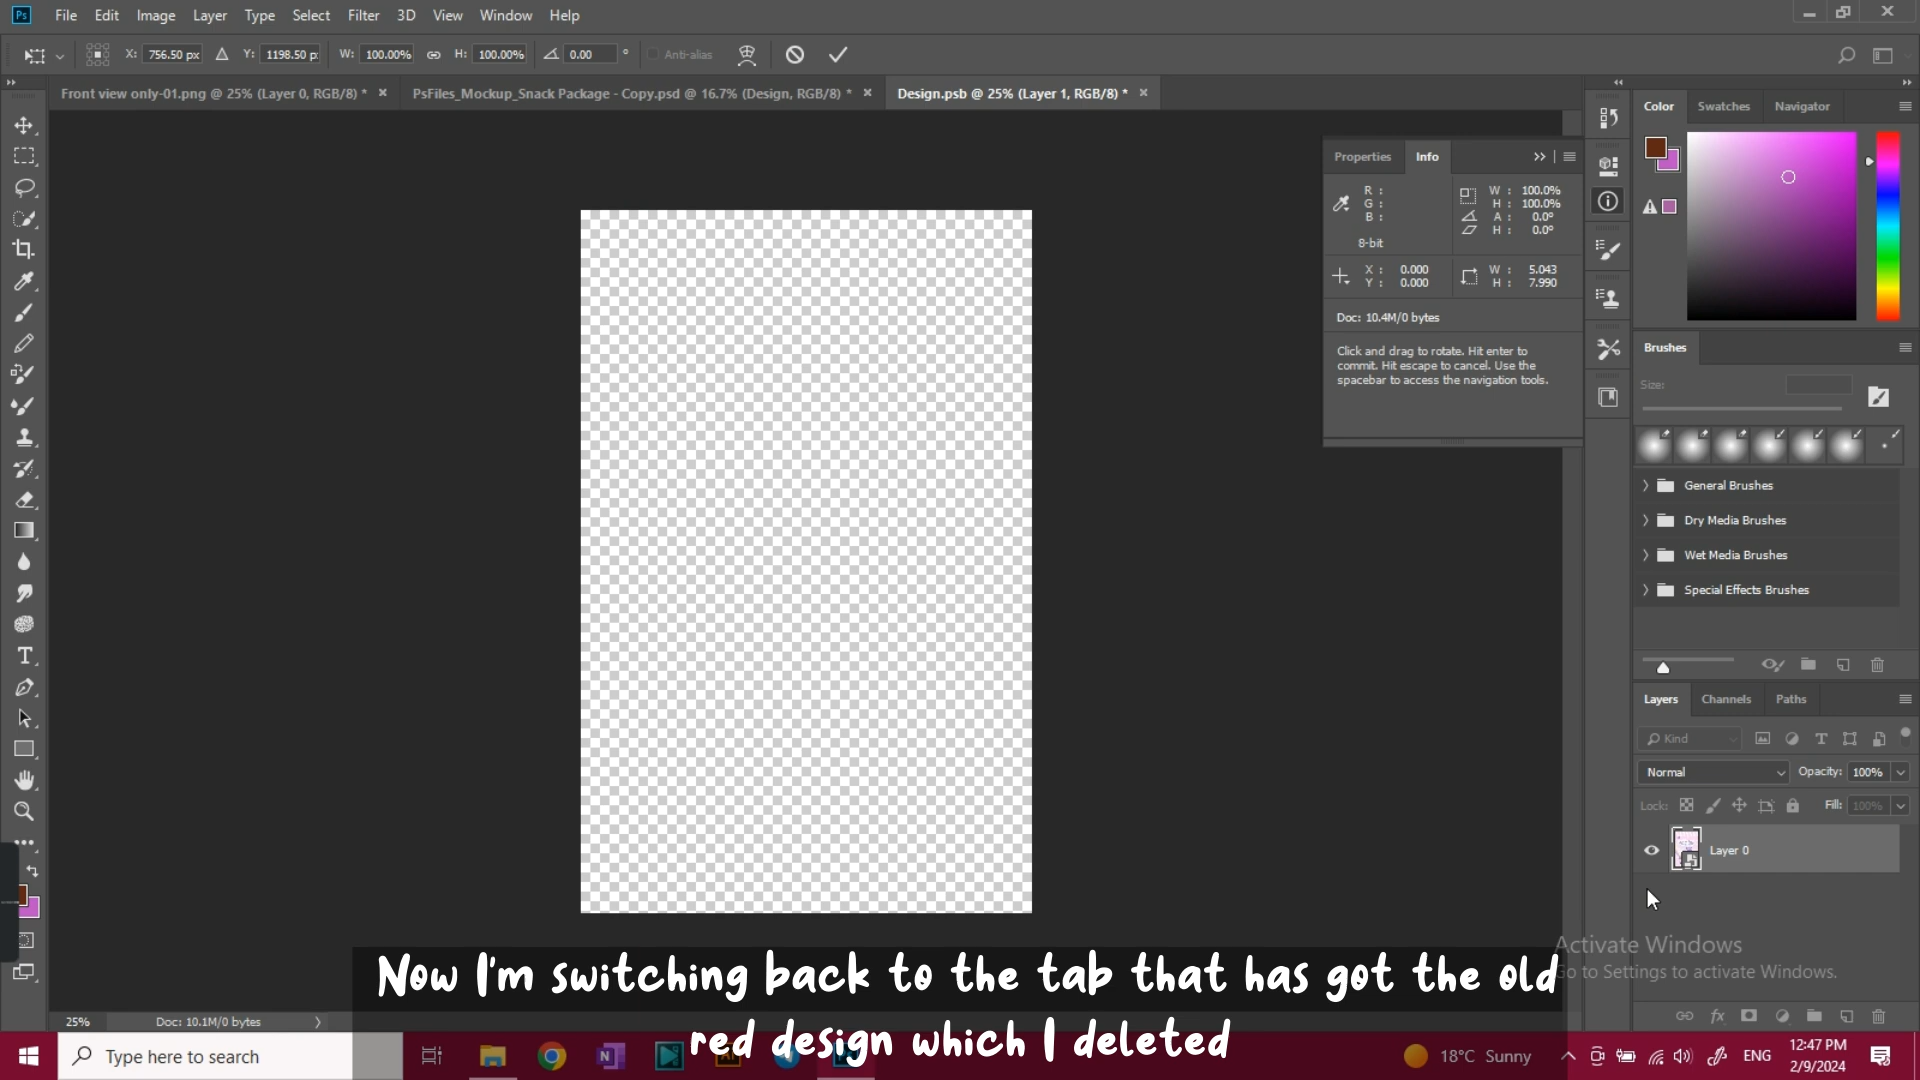 Ps File Edit Image Layer Type Select Filter 3D View Window Help
X: 756.50 px Y: 1198.50 p W: 100.00% H: 100.00% 0.00 ° Anti-alias
Front view only-01.png @ 25% (Layer 0, RGB/8) * PsFiles_Mockup_Snack Package - Copy.psd @ 16.7% (Design, RGB/8) * Design.psb @ 25% (Layer 1, RGB/8) *
Color Swatches Navigator
Properties Info
R : W : 100.0%
G : H : 100.0%
B : A : 0.0°
H : 0.0°
8-bit
X : 0.000 W : 5.043
Y : 0.000 H : 7.990
Doc: 10.4M/0 bytes
Click and drag to rotate. Hit enter to
commit. Hit escape to cancel. Use the
spacebar to access the navigation tools.
Brushes
Size:
General Brushes
Dry Media Brushes
Wet Media Brushes
Special Effects Brushes
Layers Channels Paths
Kind
Normal Opacity: 100%
Lock: Fill: 100%
Layer 0
Activate Windows
Go to Settings to activate Windows.
Now I'm switching back to the tab that has got the old
red design which I deleted
25% Doc: 10.1M/0 bytes
Type here to search
18°C Sunny ENG 12:47 PM
2/9/2024